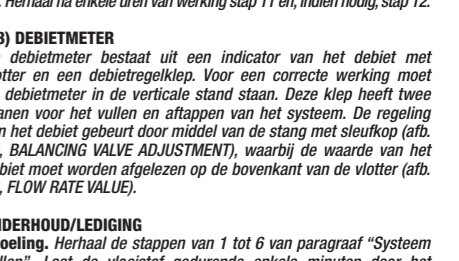 . Herhaal na enkele uren van werking stap 11 en, indien nodig, stap 12.
3) DEBIETMETER
debietmeter bestaat uit een indicator van het debiet met
otter en een debietregelklep. Voor een correcte werking moet
debietmeter in de verticale stand staan. Deze klep heeft twee
anen voor het vullen en aftappen van het systeem. De regeling
n het debiet gebeurt door middel van de stang met sleufkop (afb.
, BALANCING VALVE ADJUSTMENT), waarbij de waarde van het
biet moet worden afgelezen op de bovenkant van de vlotter (afb.
, FLOW RATE VALUE).
NDERHOUD/LEDIGING
oeling. Herhaal de stappen van 1 tot 6 van paragraaf “Systeem
llen”. Laat de vloeistof gedurende enkele minuten door het